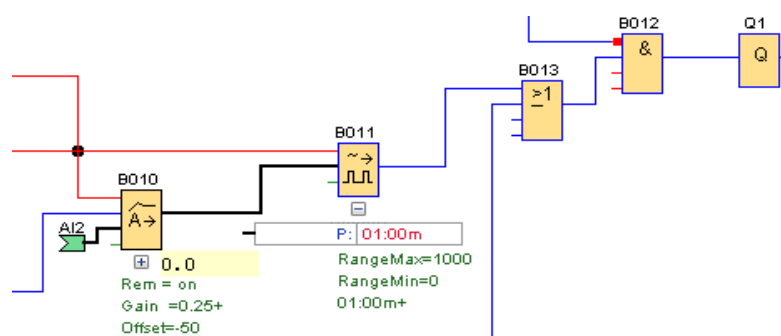 B012
Q1
&
Q
B013
>1
B011
B010
A→
AI2
P: 01:00m
0.0
RangeMax=1000
Rem = on
RangeMin=0
Gain =0.25+
01:00m+
Offset=-50